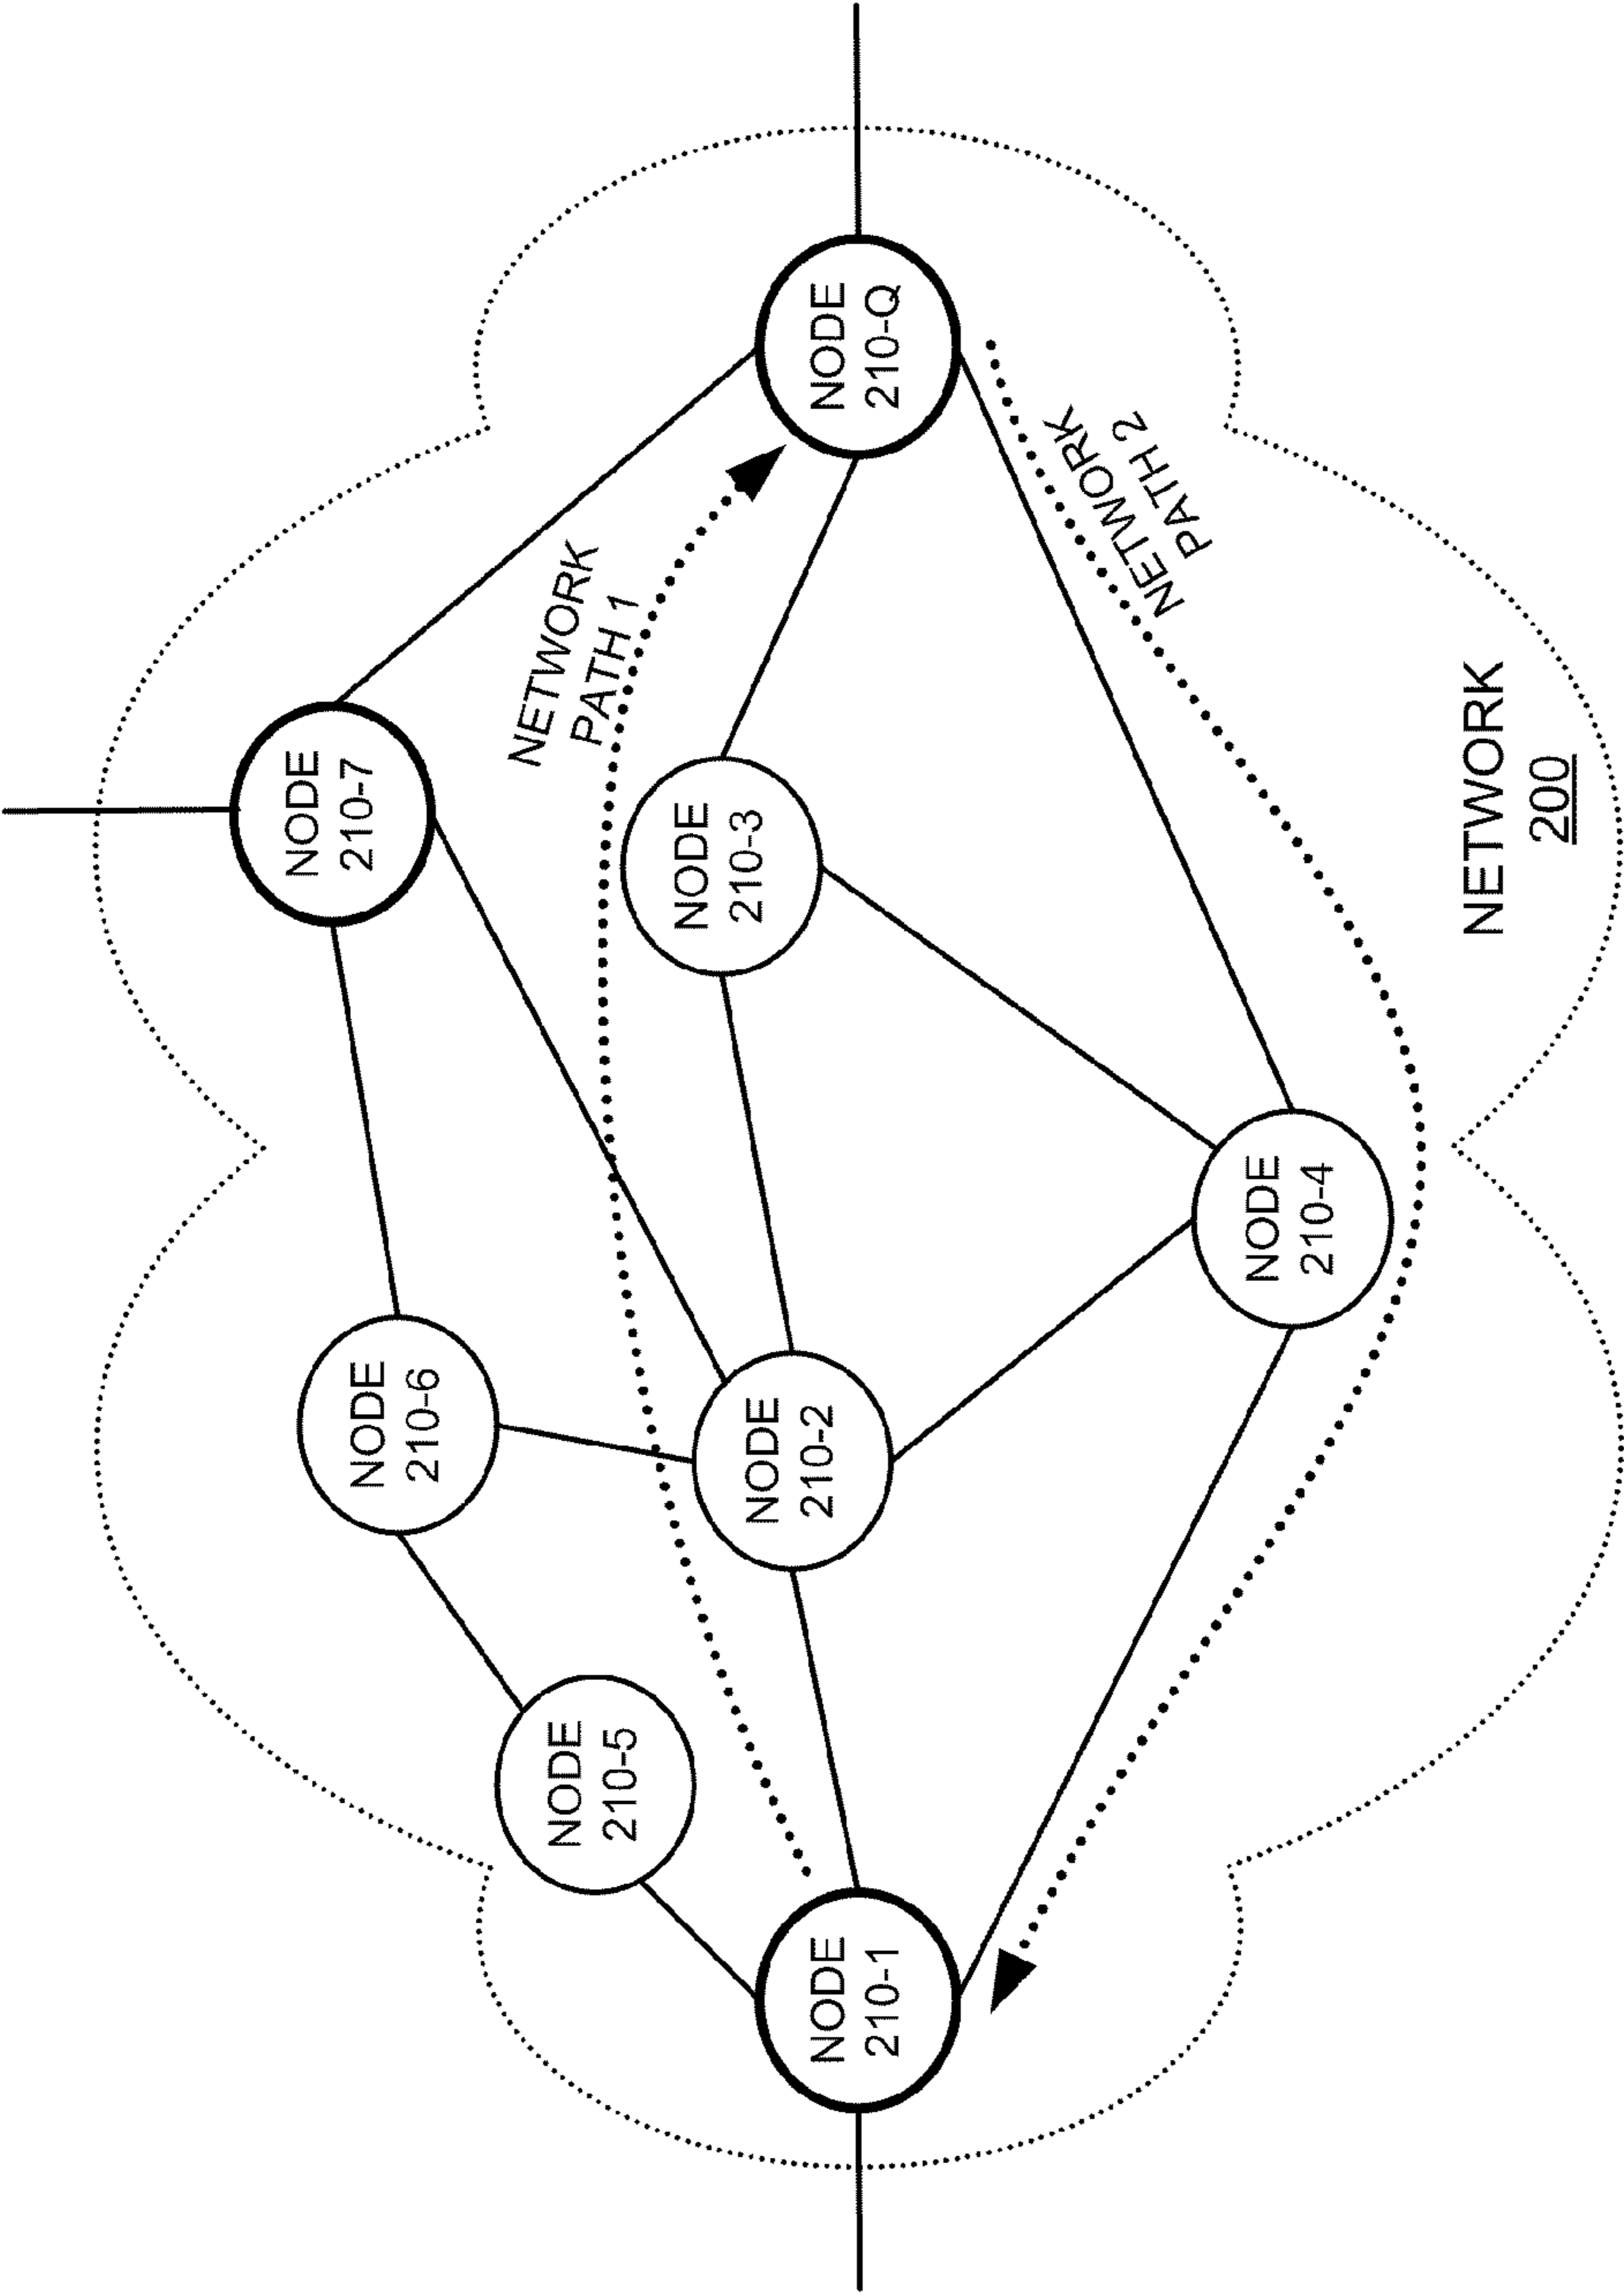 NODE
210-7
NODE
210-6
NODE
210-5
NETWORK
PATH 1
NODE
210-3
NODE
210-2
NODE
210-1
NODE
210-Q
NODE
210-4
NETWORK
PATH 2
NETWORK
200